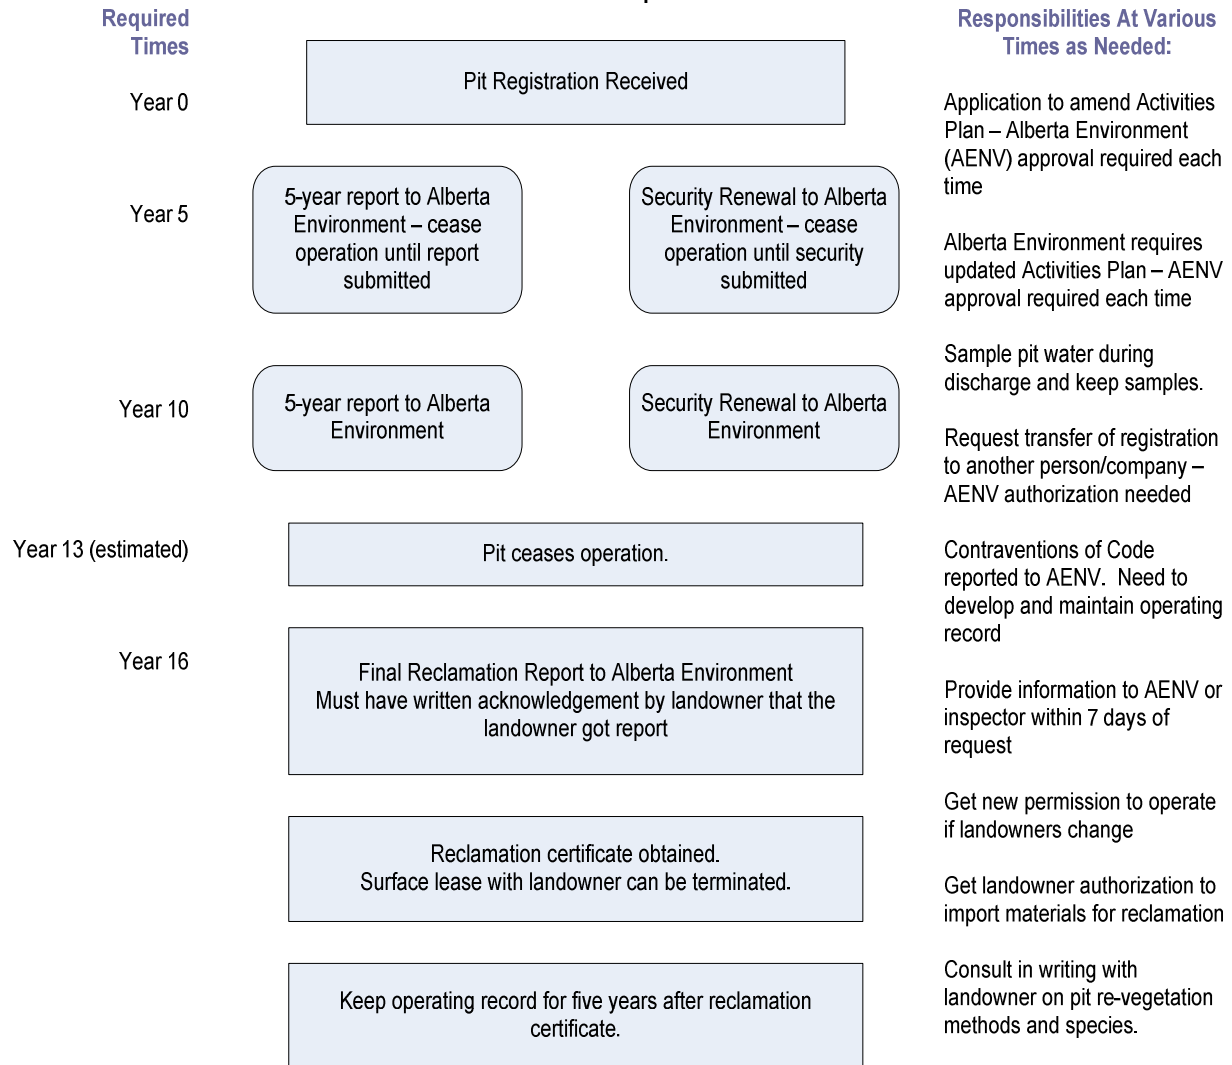 Required
Times
Year 0
Year 5
Year 10
Year 13 (estimated)
Year 16
Pit Registration Received
5-year report to Alberta
Environment – cease
operation until report
submitted
Security Renewal to Alberta
Environment – cease
operation until security
submitted
5-year report to Alberta
Environment
Security Renewal to Alberta
Environment
Pit ceases operation.
Final Reclamation Report to Alberta Environment
Must have written acknowledgement by landowner that the
landowner got report
Reclamation certificate obtained.
Surface lease with landowner can be terminated.
Keep operating record for five years after reclamation
certificate.
Responsibilities At Various
Times as Needed:
Application to amend Activities
Plan – Alberta Environment
(AENV) approval required each
time
Alberta Environment requires
updated Activities Plan – AENV
approval required each time
Sample pit water during
discharge and keep samples.
Request transfer of registration
to another person/company –
AENV authorization needed
Contraventions of Code
reported to AENV.  Need to
develop and maintain operating
record
Provide information to AENV or
inspector within 7 days of
request
Get new permission to operate
if landowners change
Get landowner authorization to
import materials for reclamation
Consult in writing with
landowner on pit re-vegetation
methods and species.